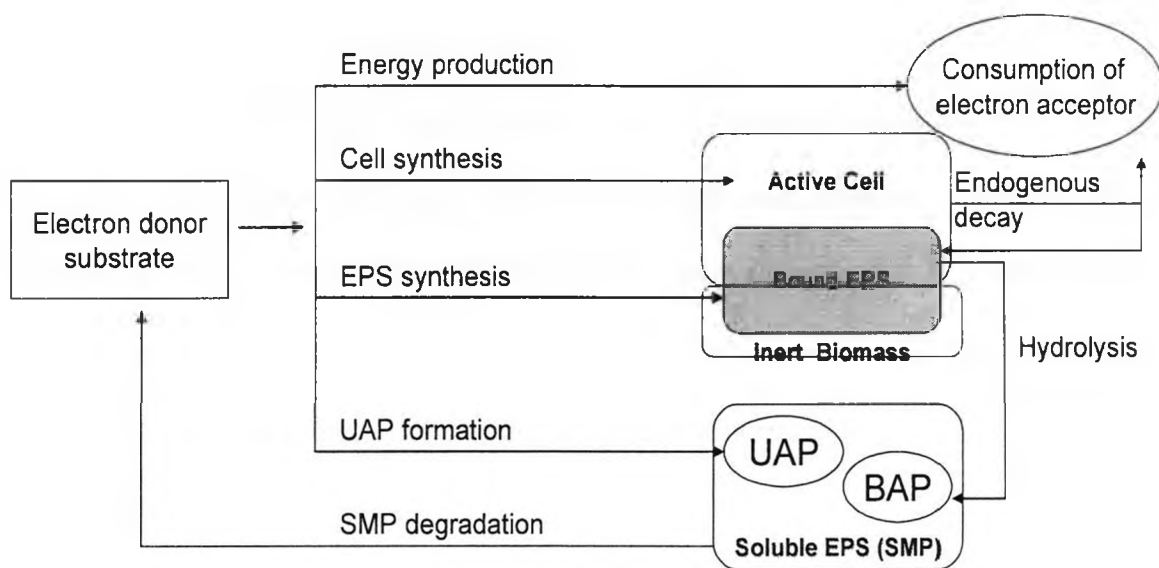 Energy production
Consumption of
electron acceptor
Cell synthesis
Active Cell
Endogenous
decay
Electron donor
substrate
EPS synthesis
Bound EPS
Inert Biomass
Hydrolysis
UAP formation
UAP
BAP
SMP degradation
Soluble EPS (SMP)